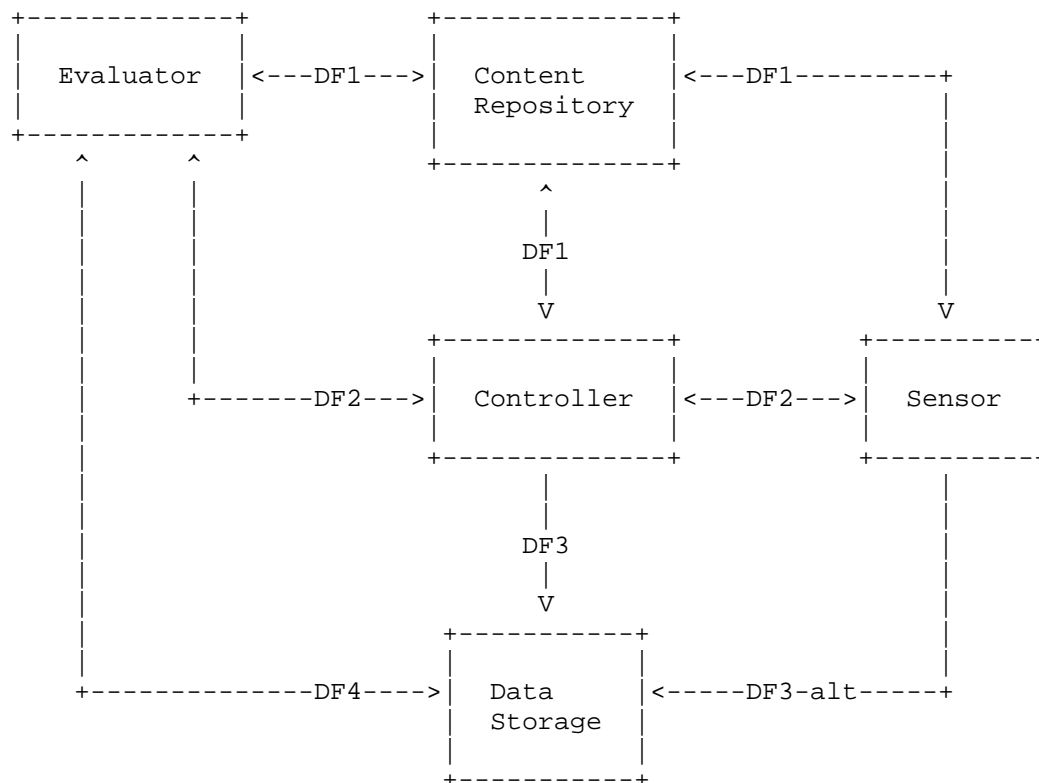 Evaluator <---DF1---> Content <--DF1---------+
Repository
DF1
+-------DF2---> Controller <---DF2---> Sensor
DF3
+--------------DF4----> Data <-----DF3-alt-----+
Storage